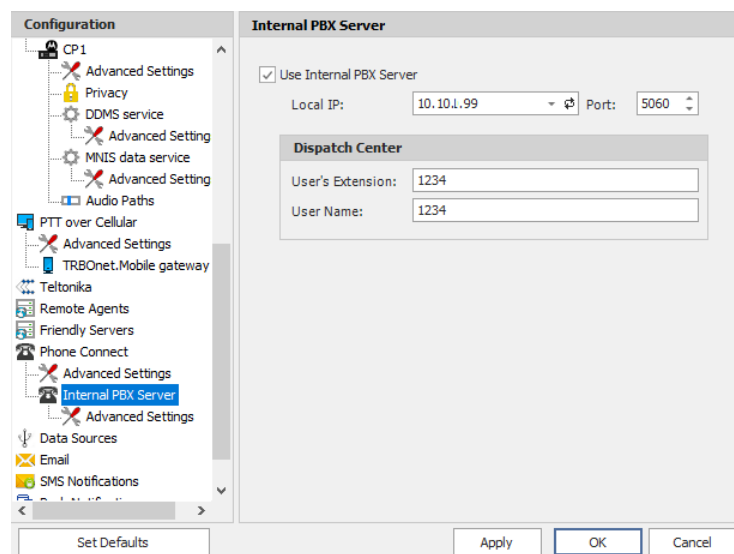 Configuration
CP1
Advanced Settings
Privacy
DDMS service
Advanced Setting
MNIS data service
Advanced Setting
Audio Paths
PTT over Cellular
Advanced Settings
TRBOnet.Mobile gateway
Teltonika
Remote Agents
Friendly Servers
Phone Connect
Advanced Settings
Internal PBX Server
Advanced Settings
Data Sources
Email
SMS Notifications
Set Defaults
Internal PBX Server
Use Internal PBX Server
Local IP: 10.10.1.99 Port: 5060
Dispatch Center
User's Extension: 1234
User Name: 1234
Apply OK Cancel